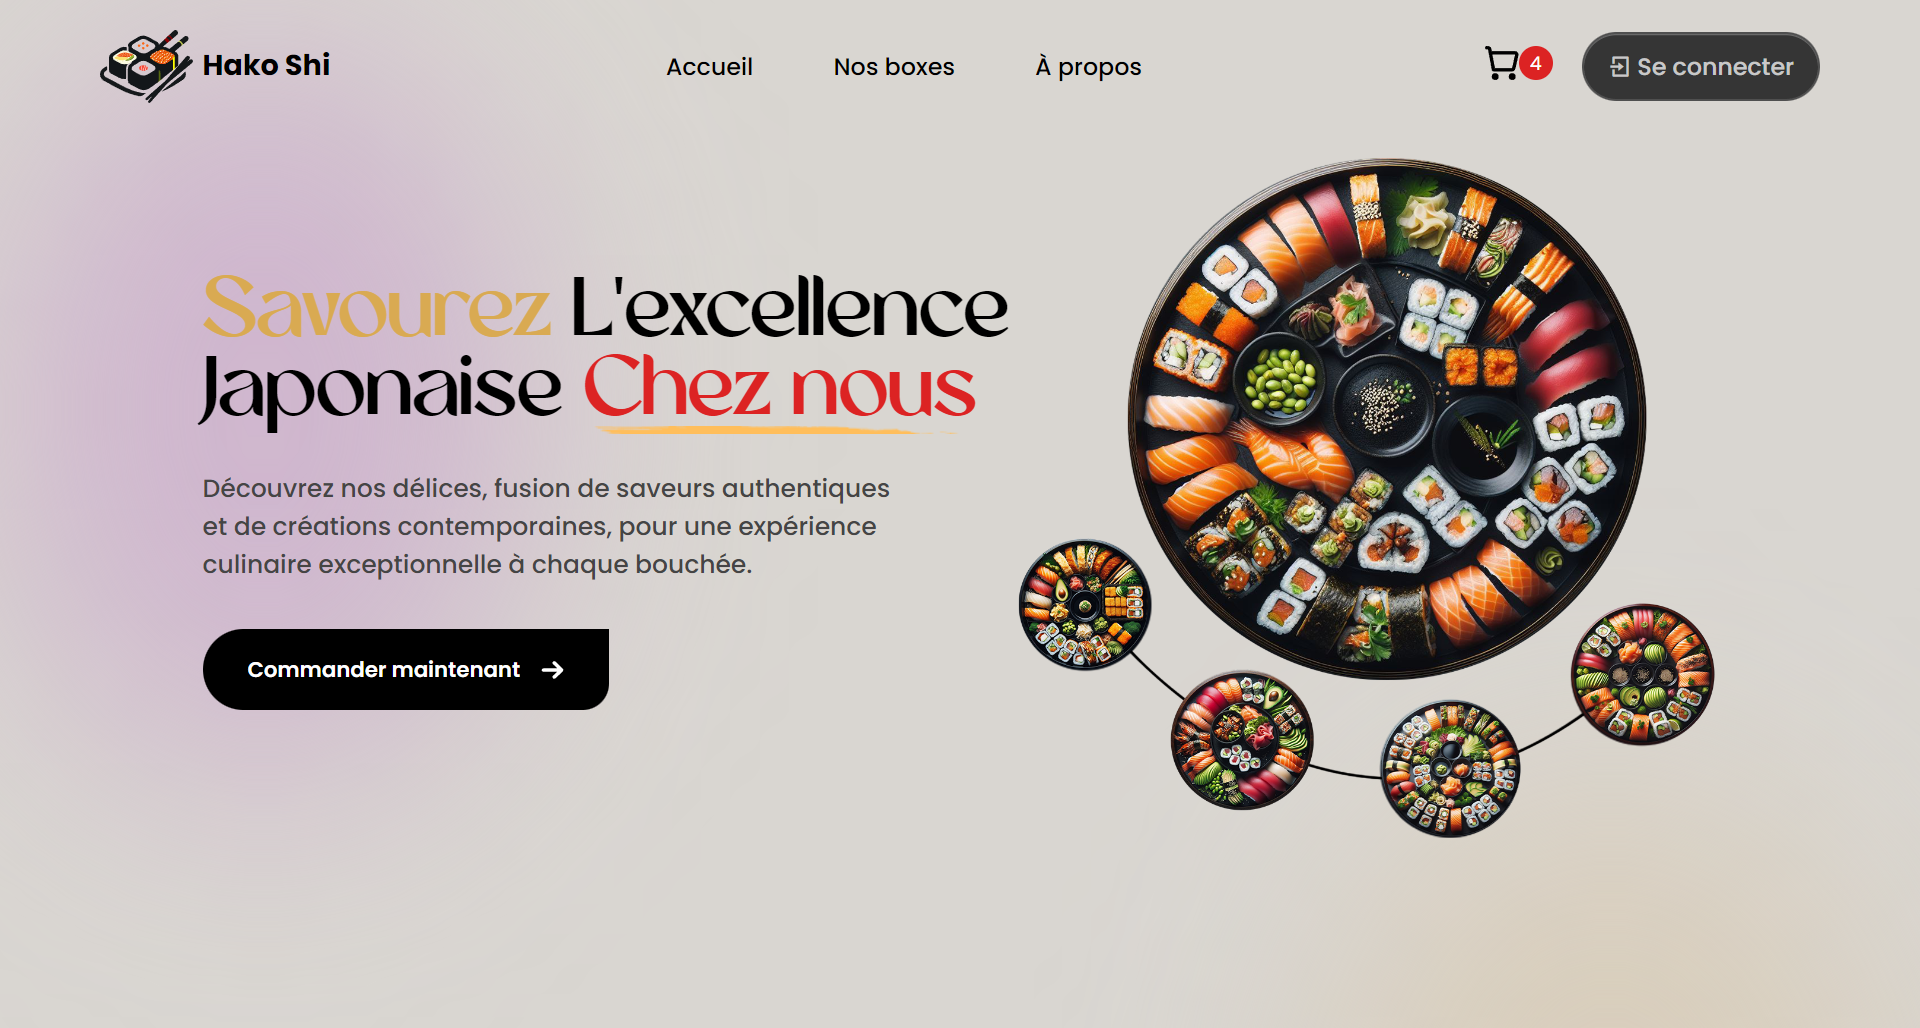 Hako Shi
Accueil
Nos boxes
À propos
4
Se connecter
Savourez L'excellence
Japonaise Chez nous
Découvrez nos délices, fusion de saveurs authentiques
et de créations contemporaines, pour une expérience
culinaire exceptionnelle à chaque bouchée.
Commander maintenant